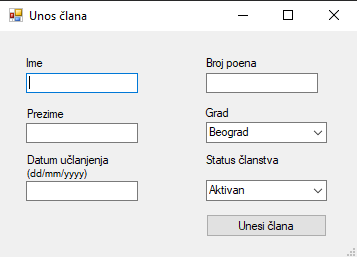 Unos člana
Ime
Broj poena
Prezime
Grad
Beograd
Datum učlanjenja
(dd/mm/yyyy)
Status članstva
Aktivan
Unesi člana